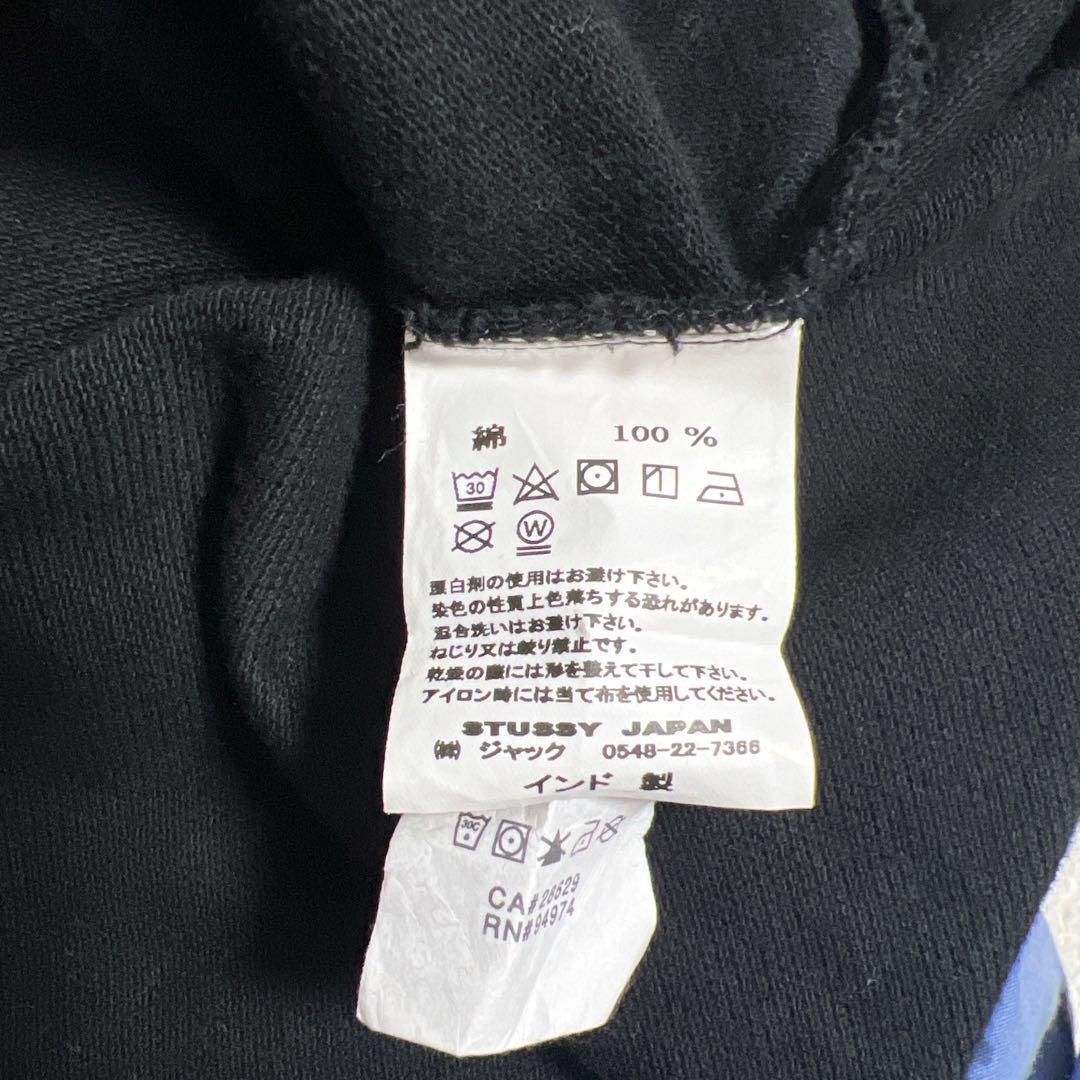 綿 100 %
30
W
漂白剤の使用はお避け下さい。
染色の性質上色落ちする恐れがあります。
混合洗いはお避け下さい。
ねじり又は絞り禁止です。
乾燥の際には形を整えて干して下さい。
アイロン時には当て布を使用してください。
STUSSY JAPAN
㈱ ジャック 0548-22-7366
インド 製
30C
CA#28529
RN#94974